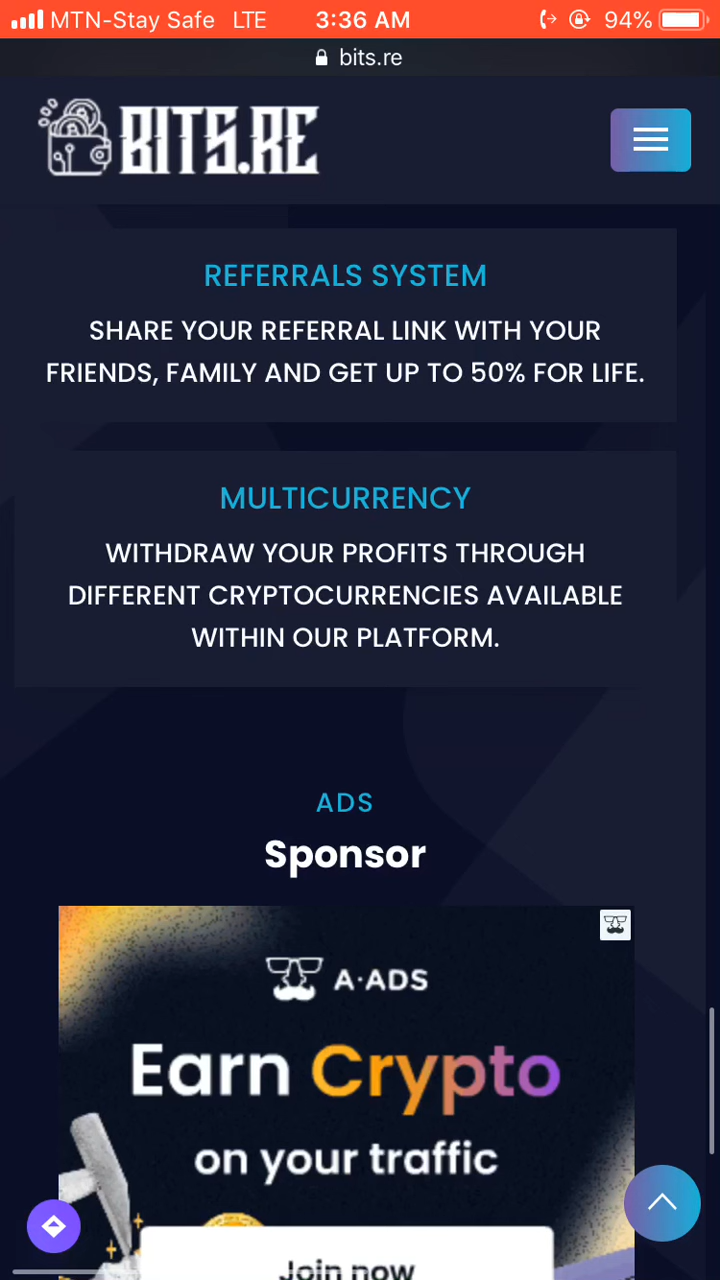 MTN-Stay Safe LTE 3:36 AM 94%
bits.re
BITS.RE
REFERRALS SYSTEM
SHARE YOUR REFERRAL LINK WITH YOUR
FRIENDS, FAMILY AND GET UP TO 50% FOR LIFE.
MULTICURRENCY
WITHDRAW YOUR PROFITS THROUGH
DIFFERENT CRYPTOCURRENCIES AVAILABLE
WITHIN OUR PLATFORM.
ADS
Sponsor
A-ADS
Earn Crypto
on your traffic
Join now